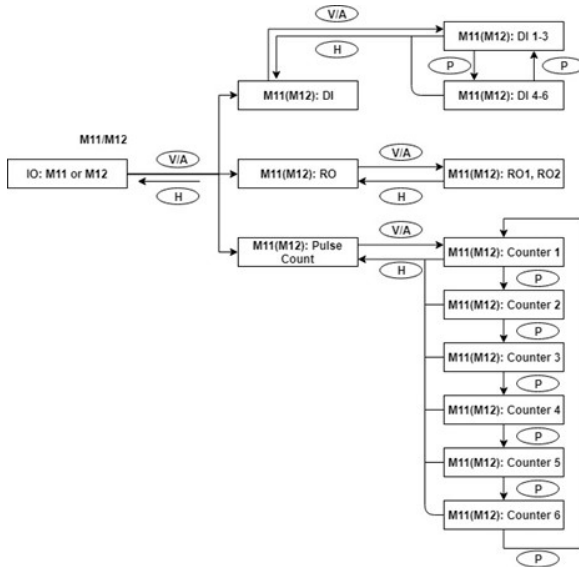 V/A
M11(M12): DI 1-3
H
P
P
M11(M12): DI
M11(M12): DI 4-6
M11/M12
V/A
V/A
IO: M11 or M12
M11(M12): RO
M11(M12): RO1, RO2
H
H
M11(M12): Pulse
Count
V/A
M11(M12): Counter 1
H
P
M11(M12): Counter 2
P
M11(M12): Counter 3
P
M11(M12): Counter 4
P
M11(M12): Counter 5
P
M11(M12): Counter 6
P